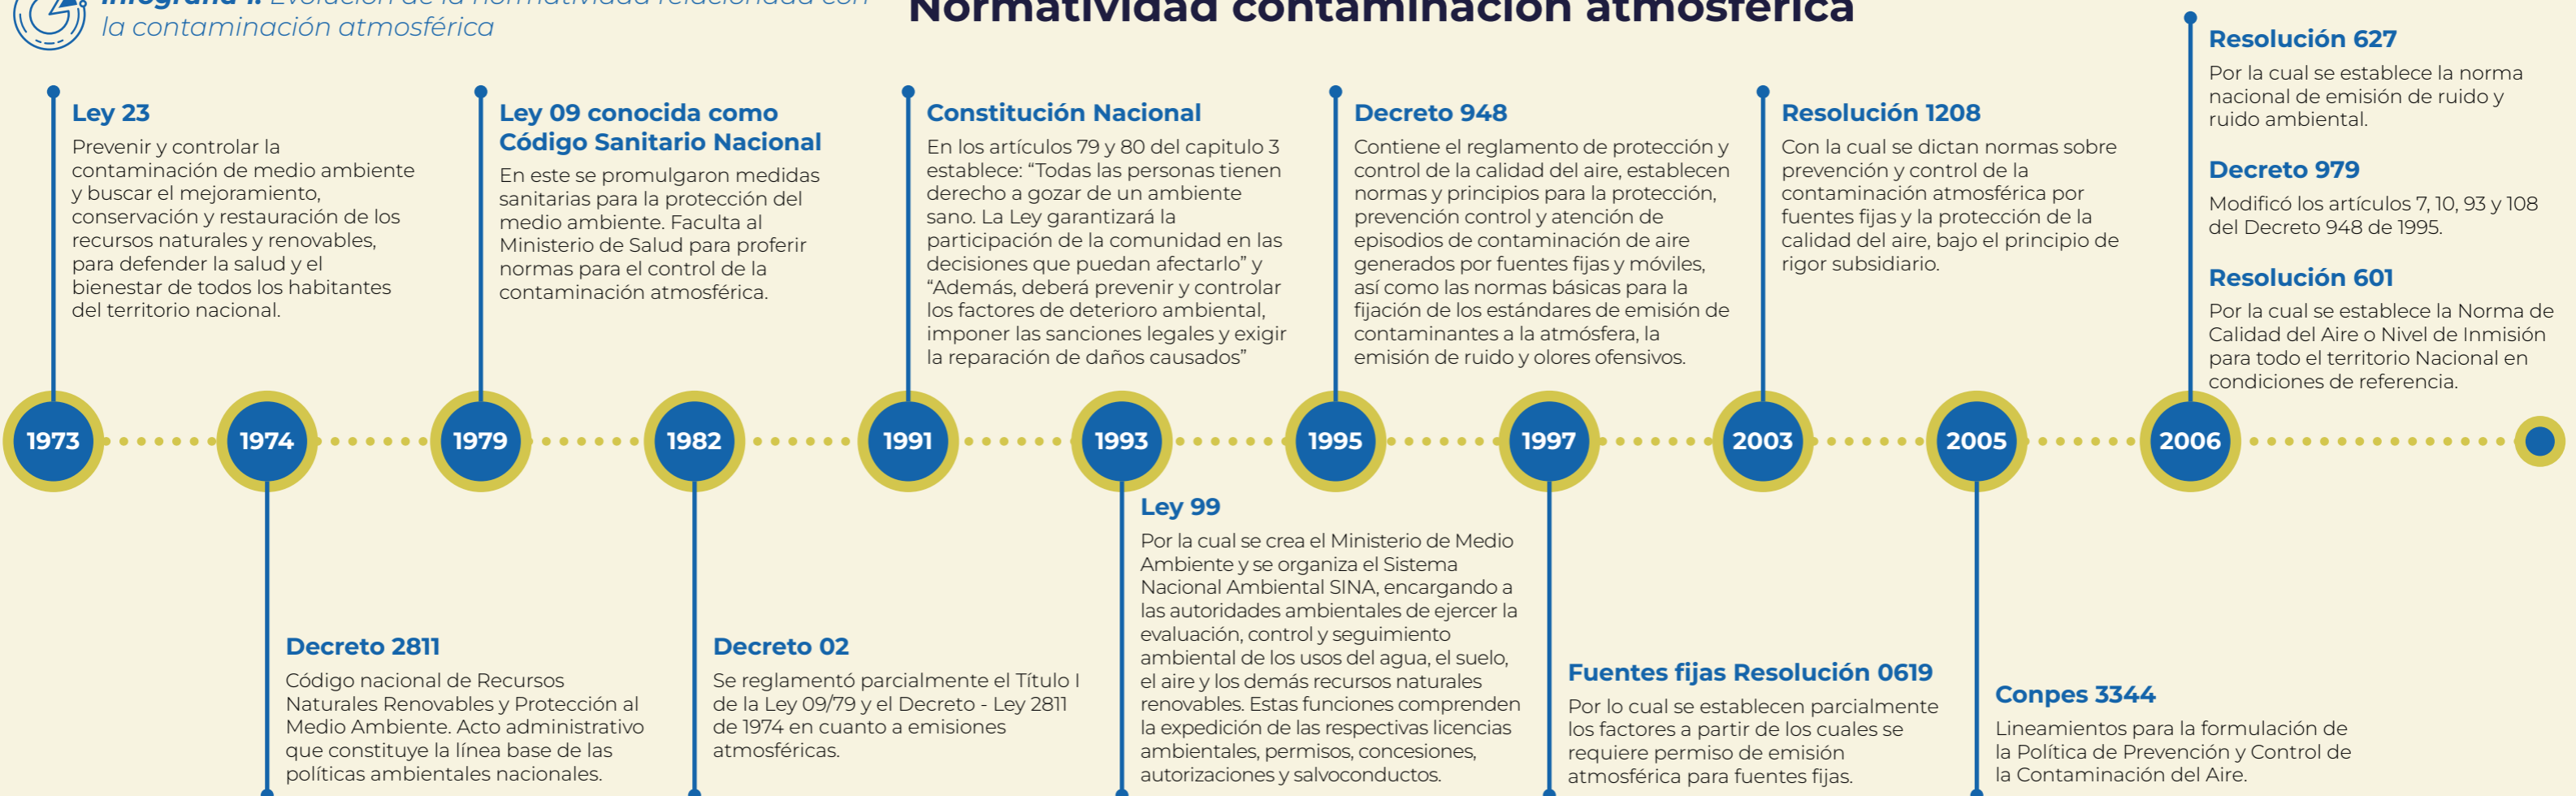 Infografía 1. Evolución de la normatividad relacionada con
la contaminación atmosférica
Normatividad contaminación atmosférica
Ley 23
Prevenir y controlar la
contaminación de medio ambiente
y buscar el mejoramiento,
conservación y restauración de los
recursos naturales y renovables,
para defender la salud y el
bienestar de todos los habitantes
del territorio nacional.
Ley 09 conocida como
Código Sanitario Nacional
En este se promulgaron medidas
sanitarias para la protección del
medio ambiente. Faculta al
Ministerio de Salud para proferir
normas para el control de la
contaminación atmosférica.
Constitución Nacional
En los artículos 79 y 80 del capitulo 3
establece: “Todas las personas tienen
derecho a gozar de un ambiente
sano. La Ley garantizará la
participación de la comunidad en las
decisiones que puedan afectarlo” y
“Además, deberá prevenir y controlar
los factores de deterioro ambiental,
imponer las sanciones legales y exigir
la reparación de daños causados”
Decreto 948
Contiene el reglamento de protección y
control de la calidad del aire, establecen
normas y principios para la protección,
prevención control y atención de
episodios de contaminación de aire
generados por fuentes fijas y móviles,
así como las normas básicas para la
fijación de los estándares de emisión de
contaminantes a la atmósfera, la
emisión de ruido y olores ofensivos.
Resolución 1208
Con la cual se dictan normas sobre
prevención y control de la
contaminación atmosférica por
fuentes fijas y la protección de la
calidad del aire, bajo el principio de
rigor subsidiario.
Resolución 627
Por la cual se establece la norma
nacional de emisión de ruido y
ruido ambiental.
Decreto 979
Modificó los artículos 7, 10, 93 y 108
del Decreto 948 de 1995.
Resolución 601
Por la cual se establece la Norma de
Calidad del Aire o Nivel de Inmisión
para todo el territorio Nacional en
condiciones de referencia.
1973
1974
1979
1982
1991
1993
1995
1997
2003
2005
2006
Decreto 2811
Código nacional de Recursos
Naturales Renovables y Protección al
Medio Ambiente. Acto administrativo
que constituye la línea base de las
políticas ambientales nacionales.
Decreto 02
Se reglamentó parcialmente el Título I
de la Ley 09/79 y el Decreto - Ley 2811
de 1974 en cuanto a emisiones
atmosféricas.
Ley 99
Por la cual se crea el Ministerio de Medio
Ambiente y se organiza el Sistema
Nacional Ambiental SINA, encargando a
las autoridades ambientales de ejercer la
evaluación, control y seguimiento
ambiental de los usos del agua, el suelo,
el aire y los demás recursos naturales
renovables. Estas funciones comprenden
la expedición de las respectivas licencias
ambientales, permisos, concesiones,
autorizaciones y salvoconductos.
Fuentes fijas Resolución 0619
Por lo cual se establecen parcialmente
los factores a partir de los cuales se
requiere permiso de emisión
atmosférica para fuentes fijas.
Conpes 3344
Lineamientos para la formulación de
la Política de Prevención y Control de
la Contaminación del Aire.